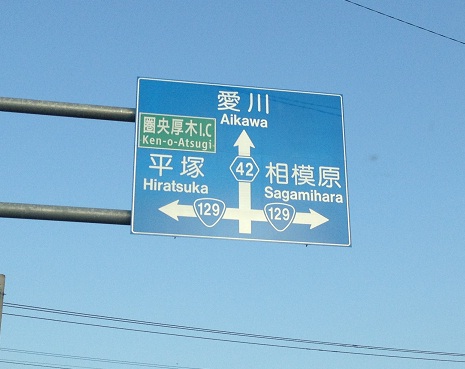 愛川
Aikawa
圏央厚木I.C
Ken-o-Atsugi
平塚
Hiratsuka
42
相模原
Sagamihara
129
129